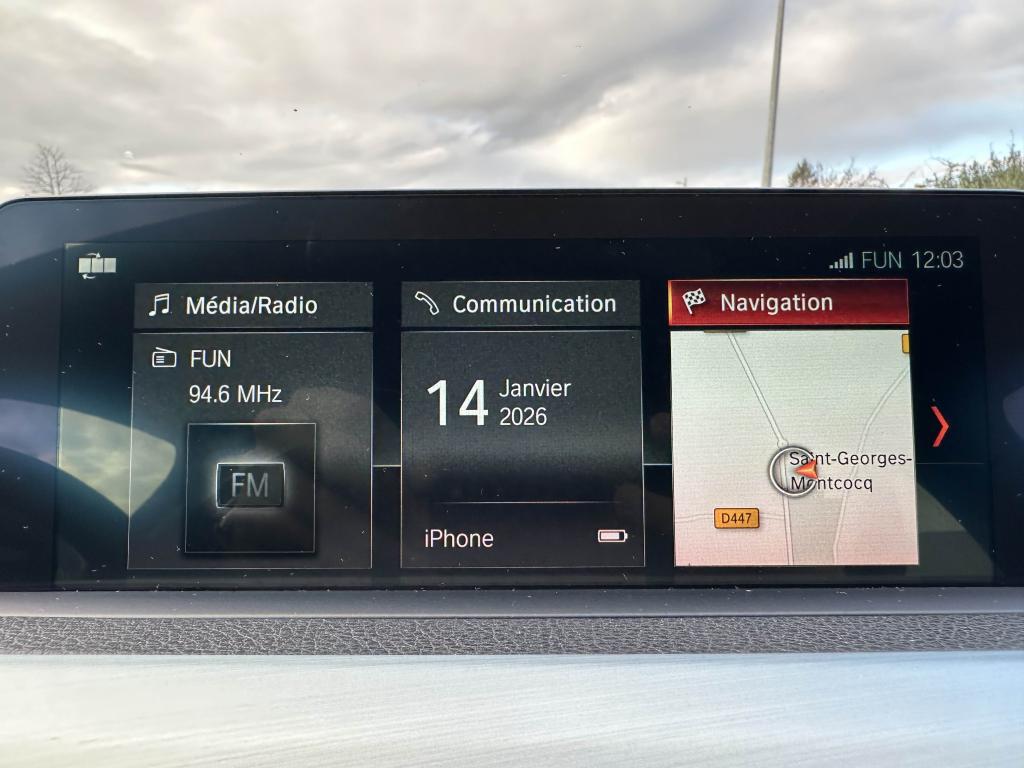 FUN 12:03
Média/Radio
FUN
94.6 MHz
FM
Communication
14 Janvier
2026
iPhone
Navigation
Saint-Georges-
Montcocq
D447